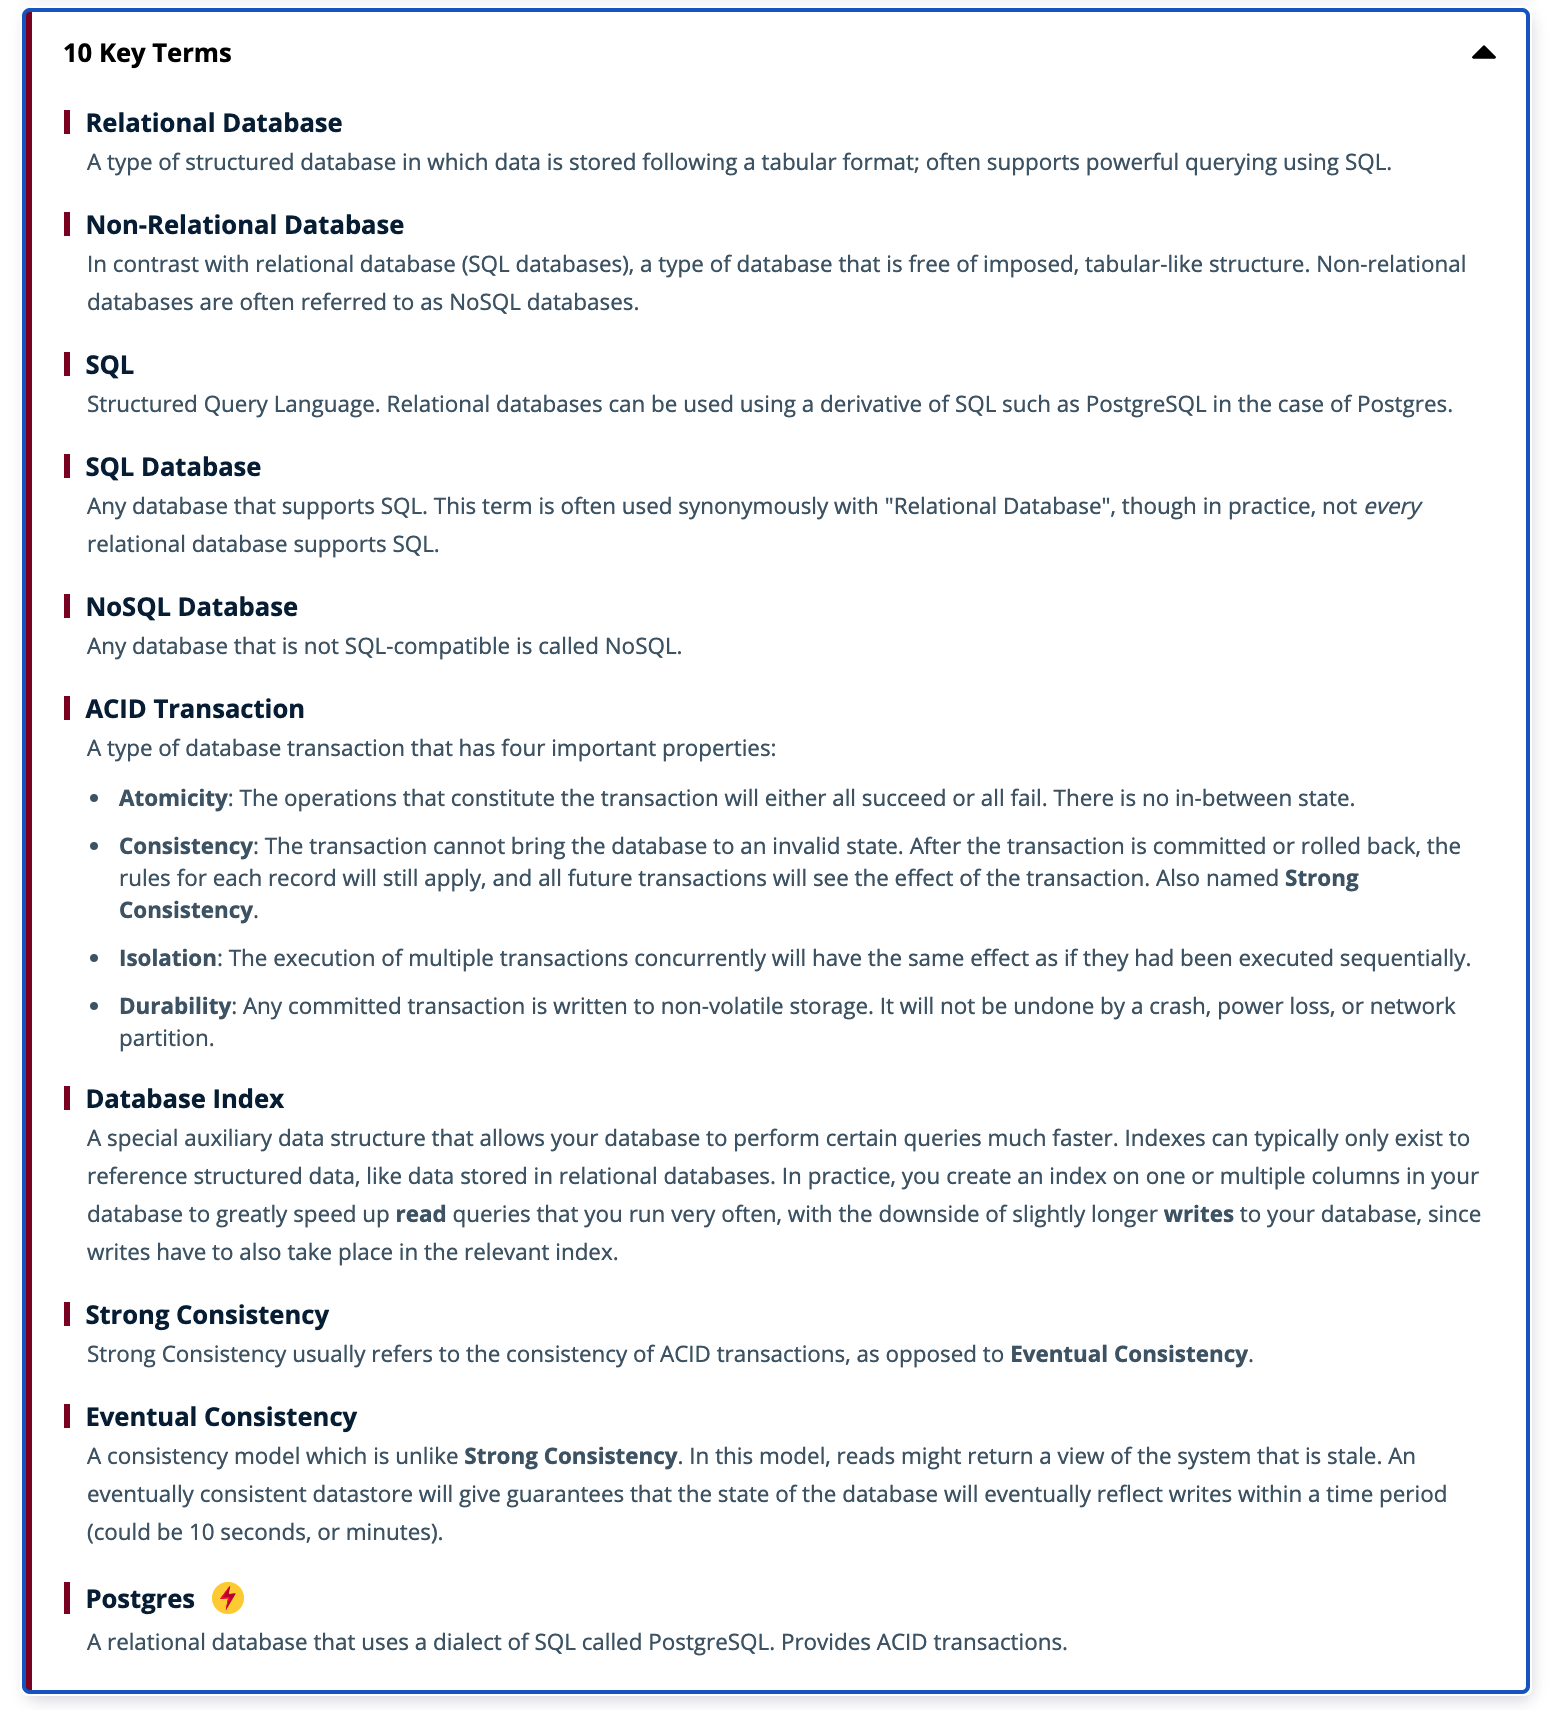 10 Key Terms
Relational Database
A type of structured database in which data is stored following a tabular format; often supports powerful querying using SQL.
Non-Relational Database
In contrast with relational database (SQL databases), a type of database that is free of imposed, tabular-like structure. Non-relational
databases are often referred to as NoSQL databases.
SQL
Structured Query Language. Relational databases can be used using a derivative of SQL such as PostgreSQL in the case of Postgres.
SQL Database
Any database that supports SQL. This term is often used synonymously with "Relational Database", though in practice, not every
relational database supports SQL.
NoSQL Database
Any database that is not SQL-compatible is called NoSQL.
ACID Transaction
A type of database transaction that has four important properties:
• Atomicity: The operations that constitute the transaction will either all succeed or all fail. There is no in-between state.
• Consistency: The transaction cannot bring the database to an invalid state. After the transaction is committed or rolled back, the
rules for each record will still apply, and all future transactions will see the effect of the transaction. Also named Strong
Consistency.
• Isolation: The execution of multiple transactions concurrently will have the same effect as if they had been executed sequentially.
• Durability: Any committed transaction is written to non-volatile storage. It will not be undone by a crash, power loss, or network
partition.
Database Index
A special auxiliary data structure that allows your database to perform certain queries much faster. Indexes can typically only exist to
reference structured data, like data stored in relational databases. In practice, you create an index on one or multiple columns in your
database to greatly speed up read queries that you run very often, with the downside of slightly longer writes to your database, since
writes have to also take place in the relevant index.
Strong Consistency
Strong Consistency usually refers to the consistency of ACID transactions, as opposed to Eventual Consistency.
Eventual Consistency
A consistency model which is unlike Strong Consistency. In this model, reads might return a view of the system that is stale. An
eventually consistent datastore will give guarantees that the state of the database will eventually reflect writes within a time period
(could be 10 seconds, or minutes).
Postgres
A relational database that uses a dialect of SQL called PostgreSQL. Provides ACID transactions.